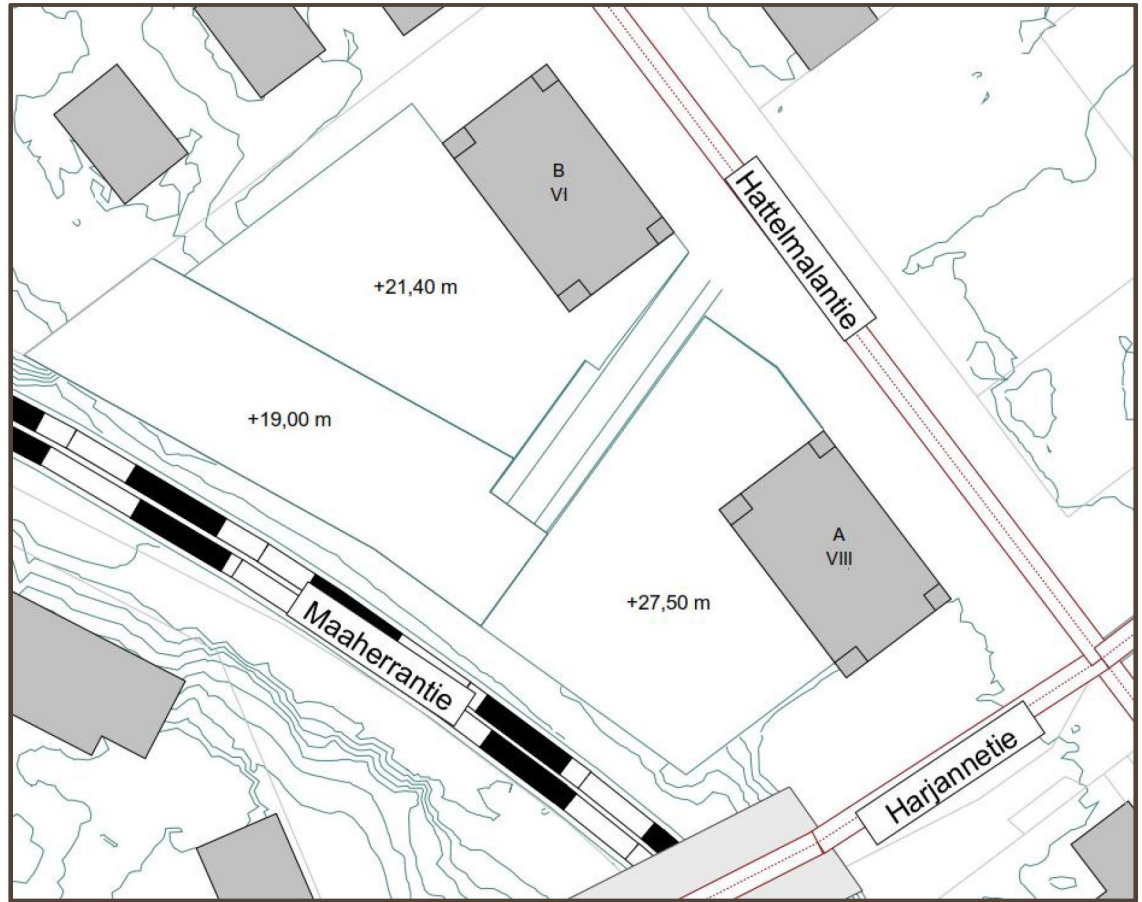 B
VI
Hattelmalantie
+21,40 m
+19,00 m
A
VIII
+27,50 m
Maaherrantie
Harjannetie